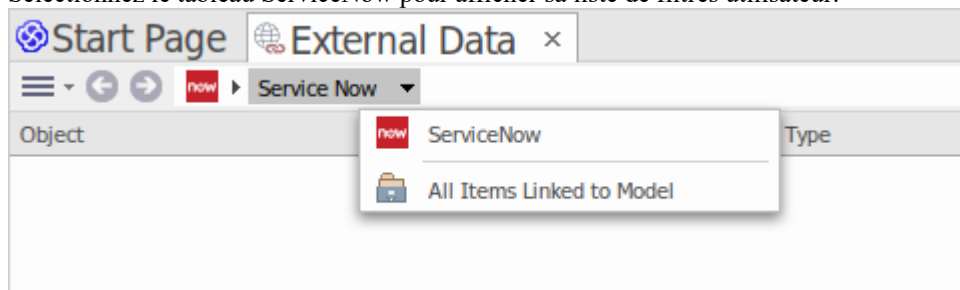 Sélectionnez le tableau ServiceNow pour afficher sa liste de filtres utilisateur.
Start Page External Data ×
now Service Now
Object Type
now ServiceNow
All Items Linked to Model